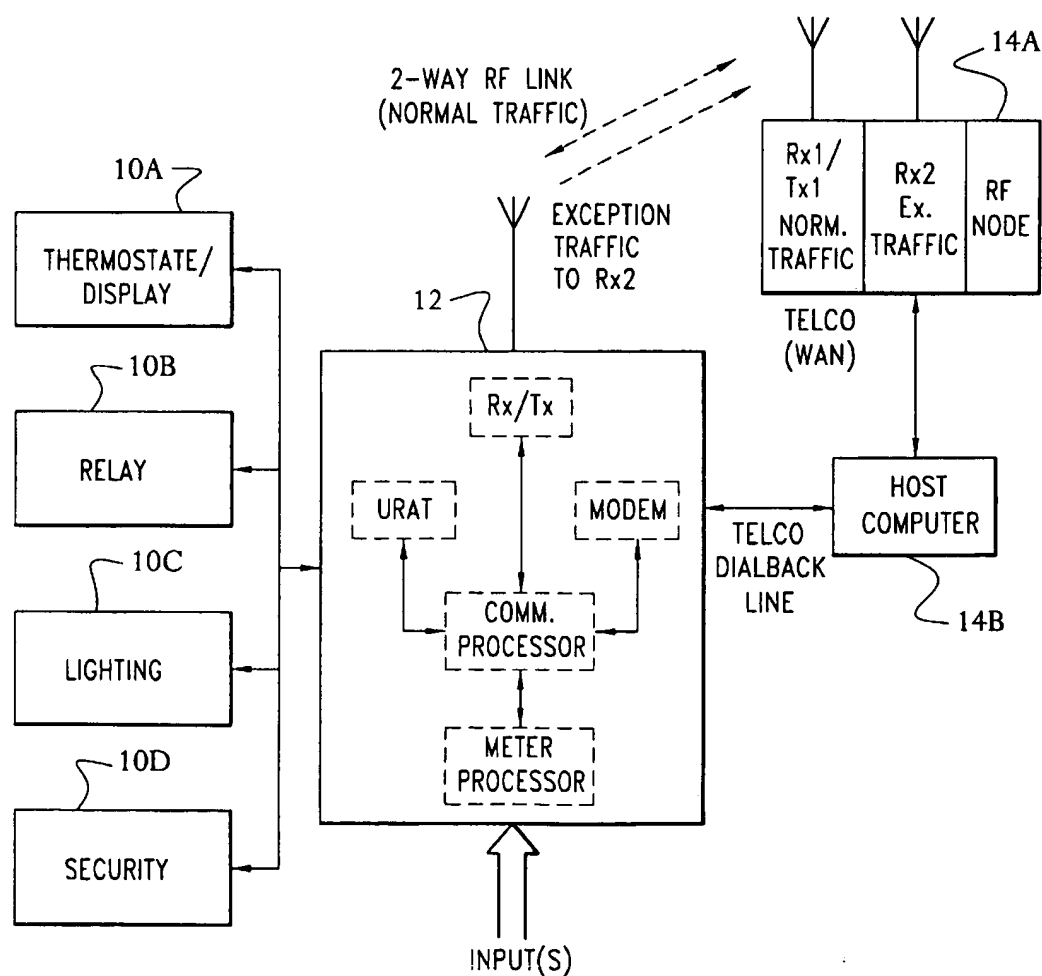 14A
2-WAY RF LINK
(NORMAL TRAFFIC)
Rx1/
Tx1
NORM.
TRAFFIC
Rx2
Ex.
TRAFFIC
RF
NODE
10A
THERMOSTATE/
DISPLAY
EXCEPTION
TRAFFIC
TO Rx2
12
TELCO
(WAN)
10B
RELAY
Rx/Tx
URAT
MODEM
HOST
COMPUTER
TELCO
DIALBACK
LINE
14B
10C
LIGHTING
COMM.
PROCESSOR
METER
PROCESSOR
10D
SECURITY
INPUT(S)